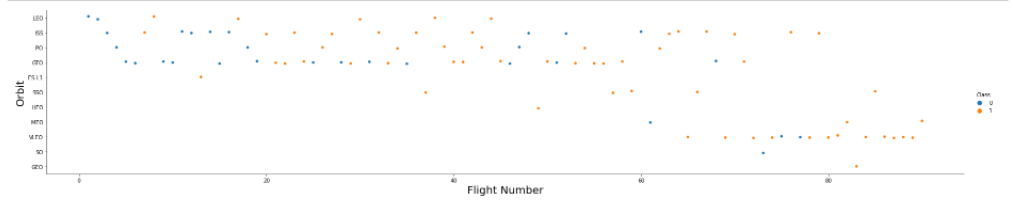 LEO
ISS
PO
GTO
ES-L1
SSO
HEO
MEO
VLEO
SO
GEO
Orbit
0
20
40
60
80
Flight Number
Class
0
1